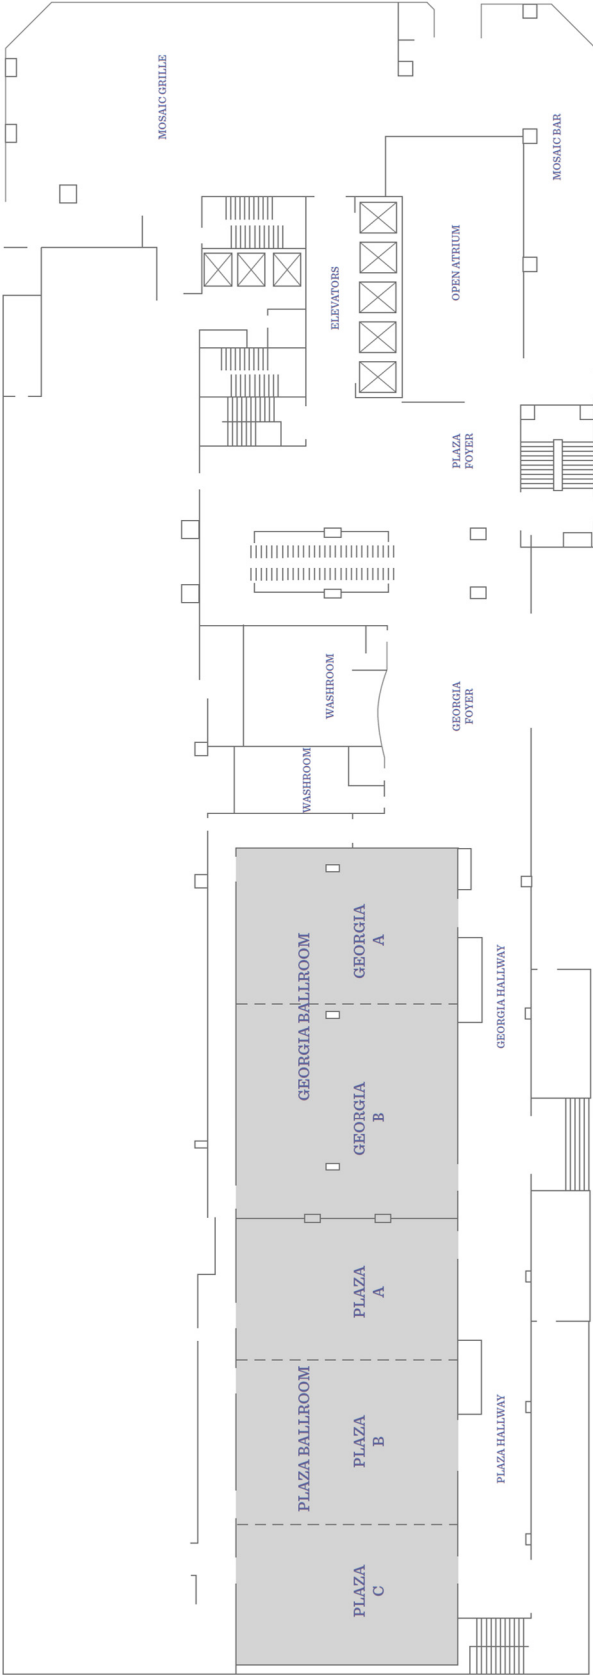 MOSAIC GRILLE
MOSAIC BAR
OPEN ATRIUM
ELEVATORS
PLAZA
FOYER
WASHROOM
GEORGIA
FOYER
WASHROOM
GEORGIA BALLROOM
GEORGIA
A
GEORGIA HALLWAY
GEORGIA
B
PLAZA
A
PLAZA BALLROOM
PLAZA
B
PLAZA HALLWAY
PLAZA
C